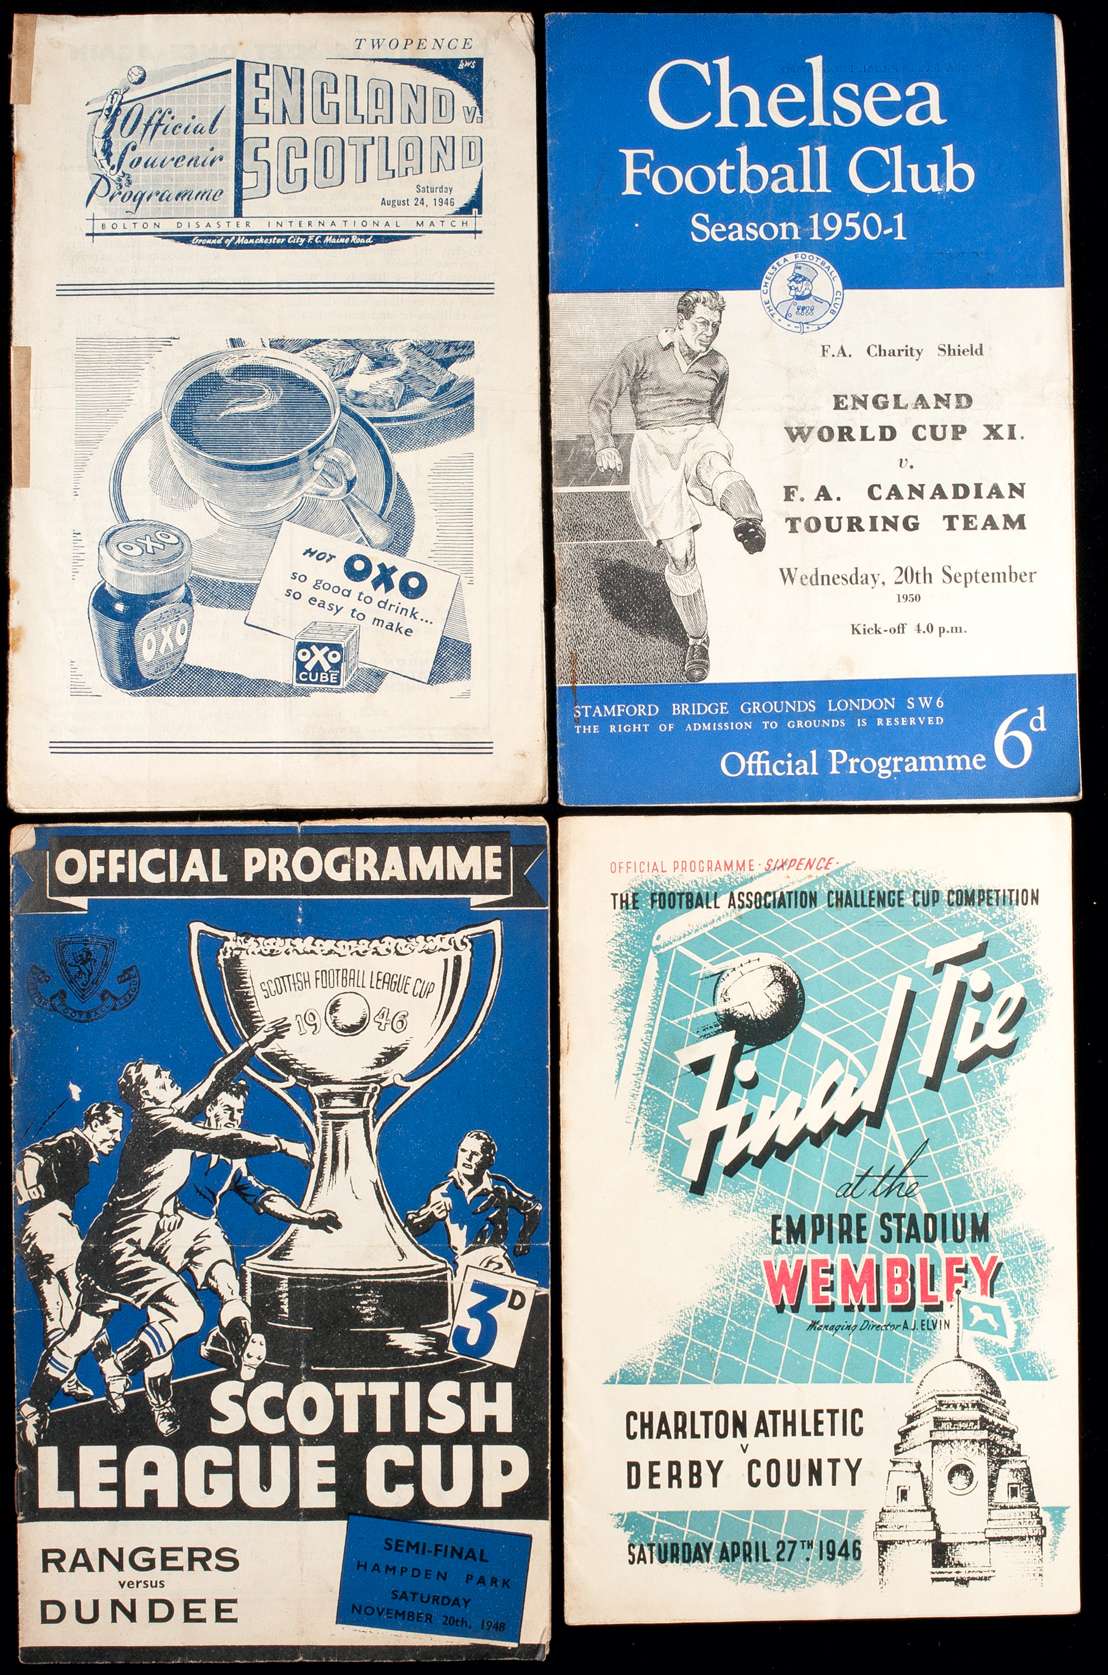 TWOPENCE
Official
Souvenir
Programme
ENGLAND v.
SCOTLAND
Saturday
August 24, 1946
BOLTON DISASTER INTERNATIONAL MATCH
Ground of Manchester City F.C. Maine Road.
OXO
OXO
HOT OXO
so good to drink...
so easy to make
OXO
CUBE
Chelsea
Football Club
Season 1950-1
THE CHELSEA FOOTBALL CLUB
F.A. Charity Shield
ENGLAND
WORLD CUP XI.
v.
F.A. CANADIAN
TOURING TEAM
Wednesday, 20th September
1950
Kick-off 4.0 p.m.
STAMFORD BRIDGE GROUNDS LONDON SW6
THE RIGHT OF ADMISSION TO GROUNDS IS RESERVED
Official Programme 6d
OFFICIAL PROGRAMME
SCOTTISH FOOTBALL LEAGUE CUP
1946
3D
SCOTTISH
LEAGUE CUP
RANGERS
versus
DUNDEE
SEMI-FINAL
HAMPDEN PARK
SATURDAY
NOVEMBER 20th, 1948
OFFICIAL PROGRAMME · SIXPENCE ·
THE FOOTBALL ASSOCIATION CHALLENGE CUP COMPETITION
Final Tie
at the
EMPIRE STADIUM
WEMBLEY
Managing Director A.J. ELVIN
CHARLTON ATHLETIC
v
DERBY COUNTY
SATURDAY APRIL 27TH. 1946